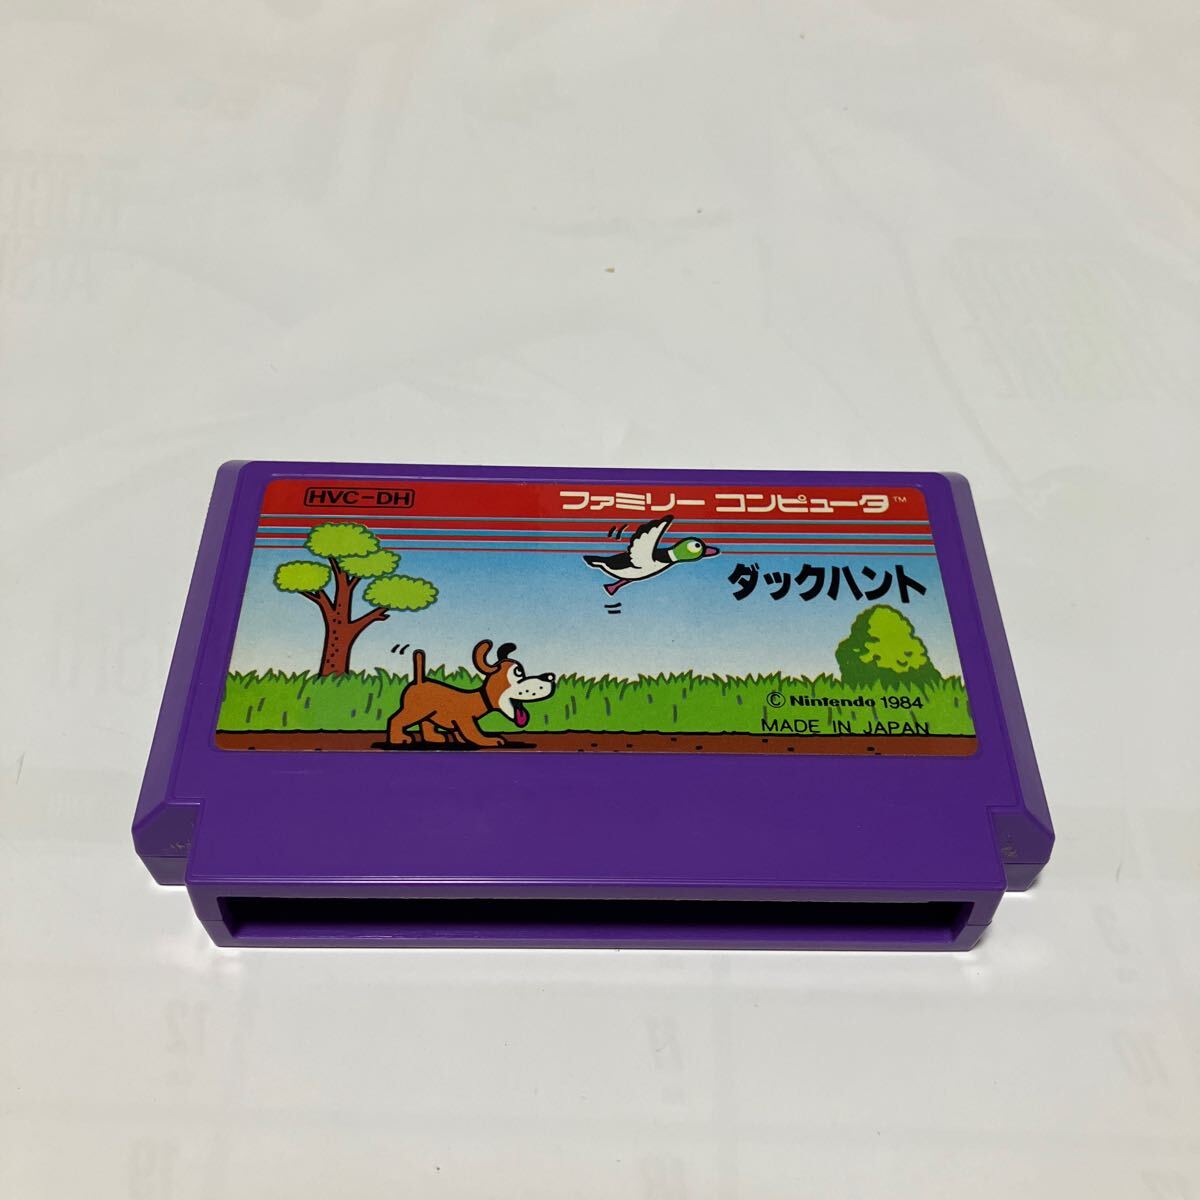 HVC-DH
ファミリー コンピュータ™
ダックハント
© Nintendo 1984
MADE IN JAPAN
12